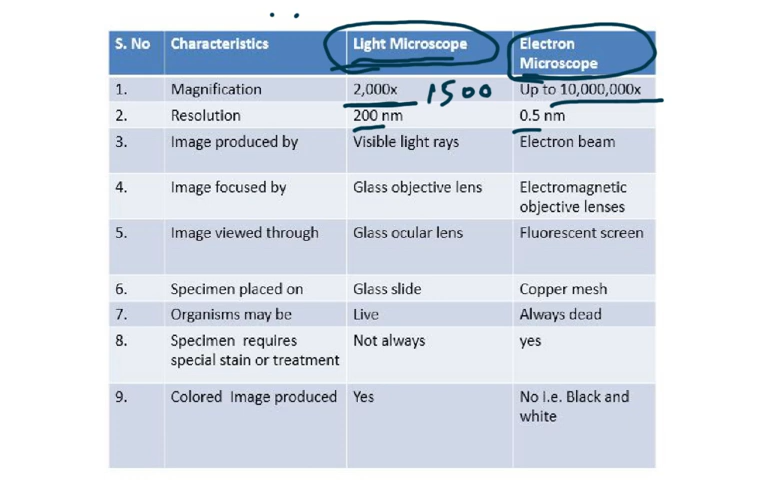 S. No Characteristics Light Microscope Electron Microscope
1. Magnification 2,000x 1500 Up to 10,000,000x
2. Resolution 200 nm 0.5 nm
3. Image produced by Visible light rays Electron beam
4. Image focused by Glass objective lens Electromagnetic objective lenses
5. Image viewed through Glass ocular lens Fluorescent screen
6. Specimen placed on Glass slide Copper mesh
7. Organisms may be Live Always dead
8. Specimen requires special stain or treatment Not always yes
9. Colored Image produced Yes No I.e. Black and white